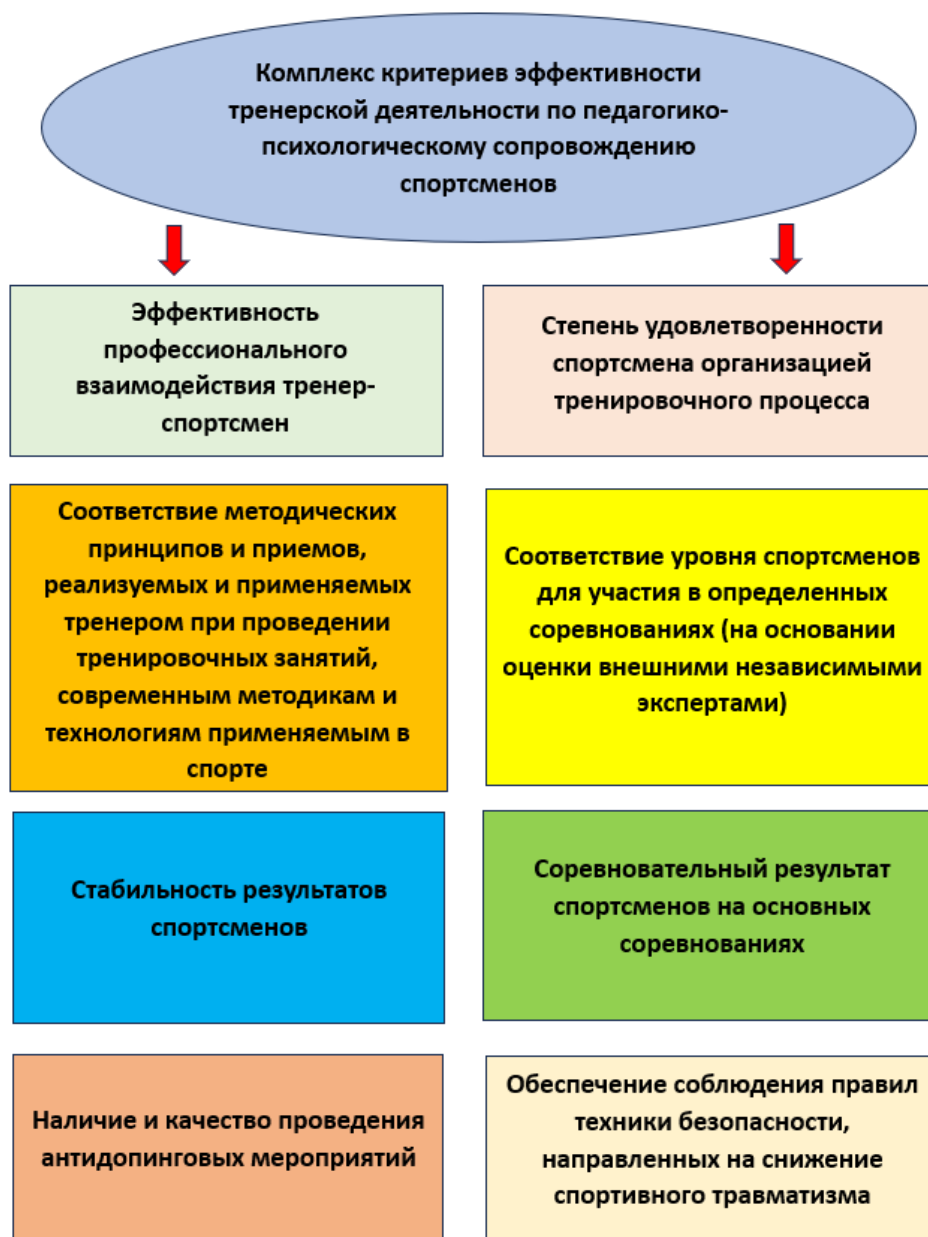 Комплекс критериев эффективности
тренерской деятельности по педагогико-
психологическому сопровождению
спортсменов
Эффективность
профессионального
взаимодействия тренер-
спортсмен
Степень удовлетворенности
спортсмена организацией
тренировочного процесса
Соответствие методических
принципов и приемов,
реализуемых и применяемых
тренером при проведении
тренировочных занятий,
современным методикам и
технологиям применяемым в
спорте
Соответствие уровня спортсменов
для участия в определенных
соревнованиях (на основании
оценки внешними независимыми
экспертами)
Стабильность результатов
спортсменов
Соревновательный результат
спортсменов на основных
соревнованиях
Наличие и качество проведения
антидопинговых мероприятий
Обеспечение соблюдения правил
техники безопасности,
направленных на снижение
спортивного травматизма